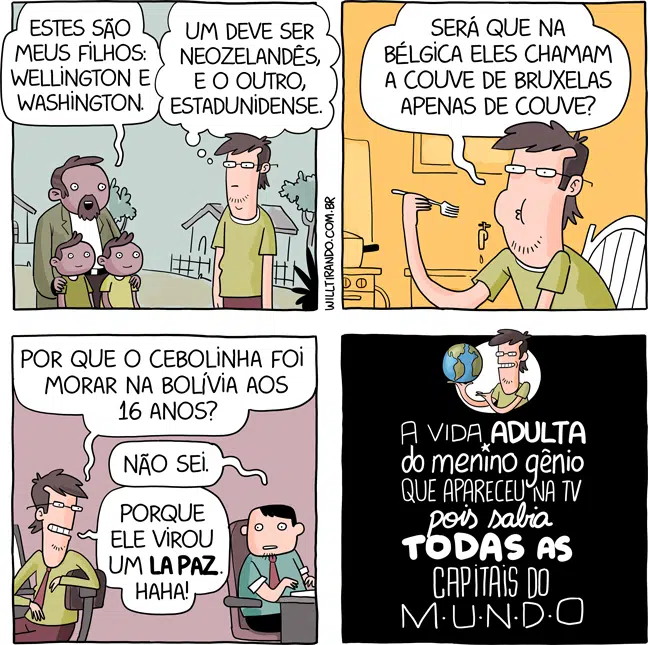 ESTES SÃO
MEUS FILHOS:
WELLINGTON E
WASHINGTON.
UM DEVE SER
NEOZELANDÊS,
E O OUTRO,
ESTADUNIDENSE.
WILLTIRANDO.COM.BR
SERÁ QUE NA
BÉLGICA ELES CHAMAM
A COUVE DE BRUXELAS
APENAS DE COUVE?
POR QUE O CEBOLINHA FOI
MORAR NA BOLÍVIA AOS
16 ANOS?
NÃO SEI.
PORQUE
ELE VIROU
UM LA PAZ.
HAHA!
A VIDA ADULTA
do menino gênio
QUE APARECEU NA TV
pois sabia
TODAS AS
CAPITAIS DO
M·U·N·D·O